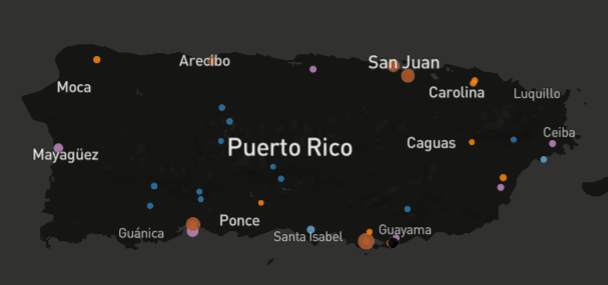 San Juan
Arecibo
Moca
Carolina
Luquillo
Ceiba
Caguas
Puerto Rico
Mayagüez
Ponce
Guánica
Santa Isabel
Guayama